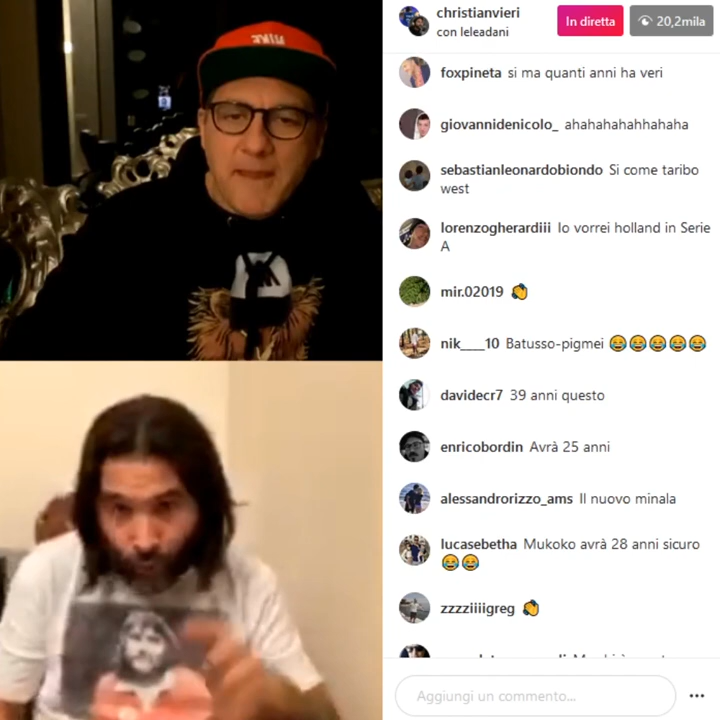 NIKE
christianvieri
con leleadani
In diretta
20,2mila
foxpineta si ma quanti anni ha veri
giovannidenicolo_ ahahahahahhahaha
sebastianleonardobiondo Si come taribo
west
lorenzogherardiii Io vorrei holland in Serie
A
mir.02019 👏
nik____10 Batusso-pigmei 😂😂😂😂😂
davidecr7 39 anni questo
enricobordin Avrà 25 anni
alessandrorizzo_ams Il nuovo minala
lucasebetha Mukoko avrà 28 anni sicuro
😂😂
zzzziiiigreg 👏
Aggiungi un commento...